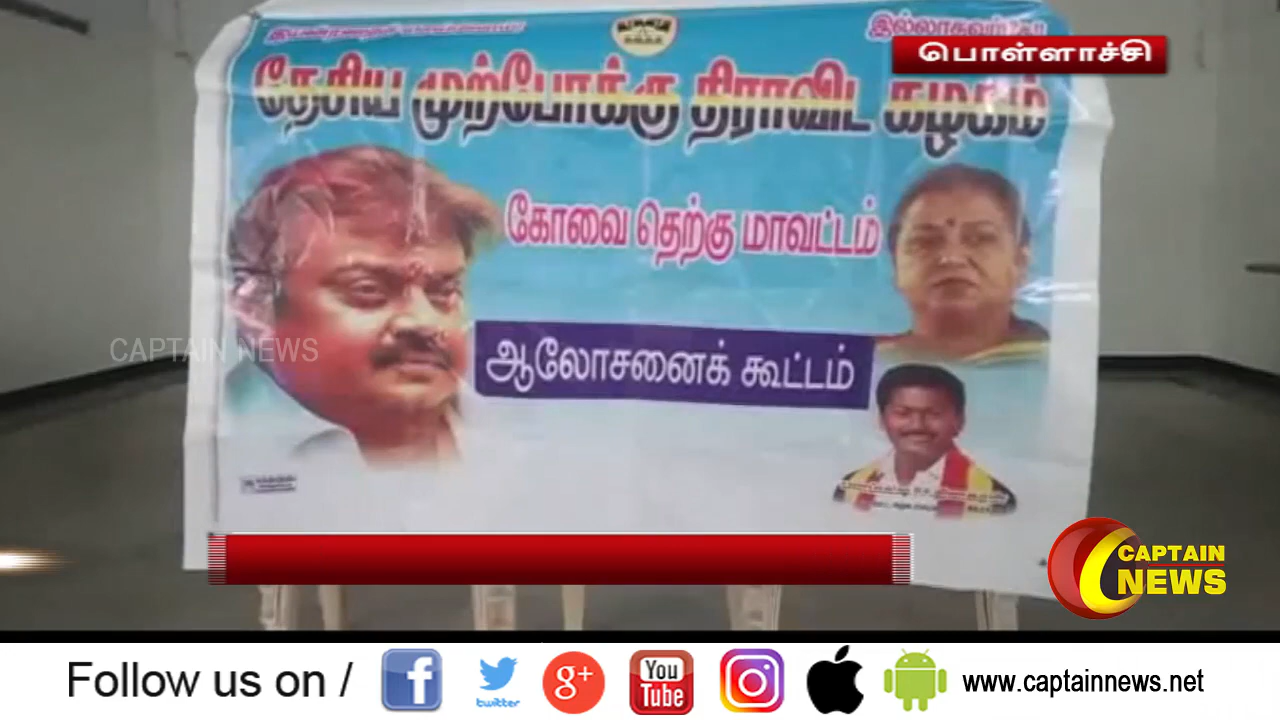 பொள்ளாச்சி
தேசிய முற்போக்கு திராவிட கழகம்
கோவை தெற்கு மாவட்டம்
ஆலோசனைக் கூட்டம்
CAPTAIN NEWS
CAPTAIN
NEWS
Follow us on /
twitter
g+
You
Tube
www.captainnews.net